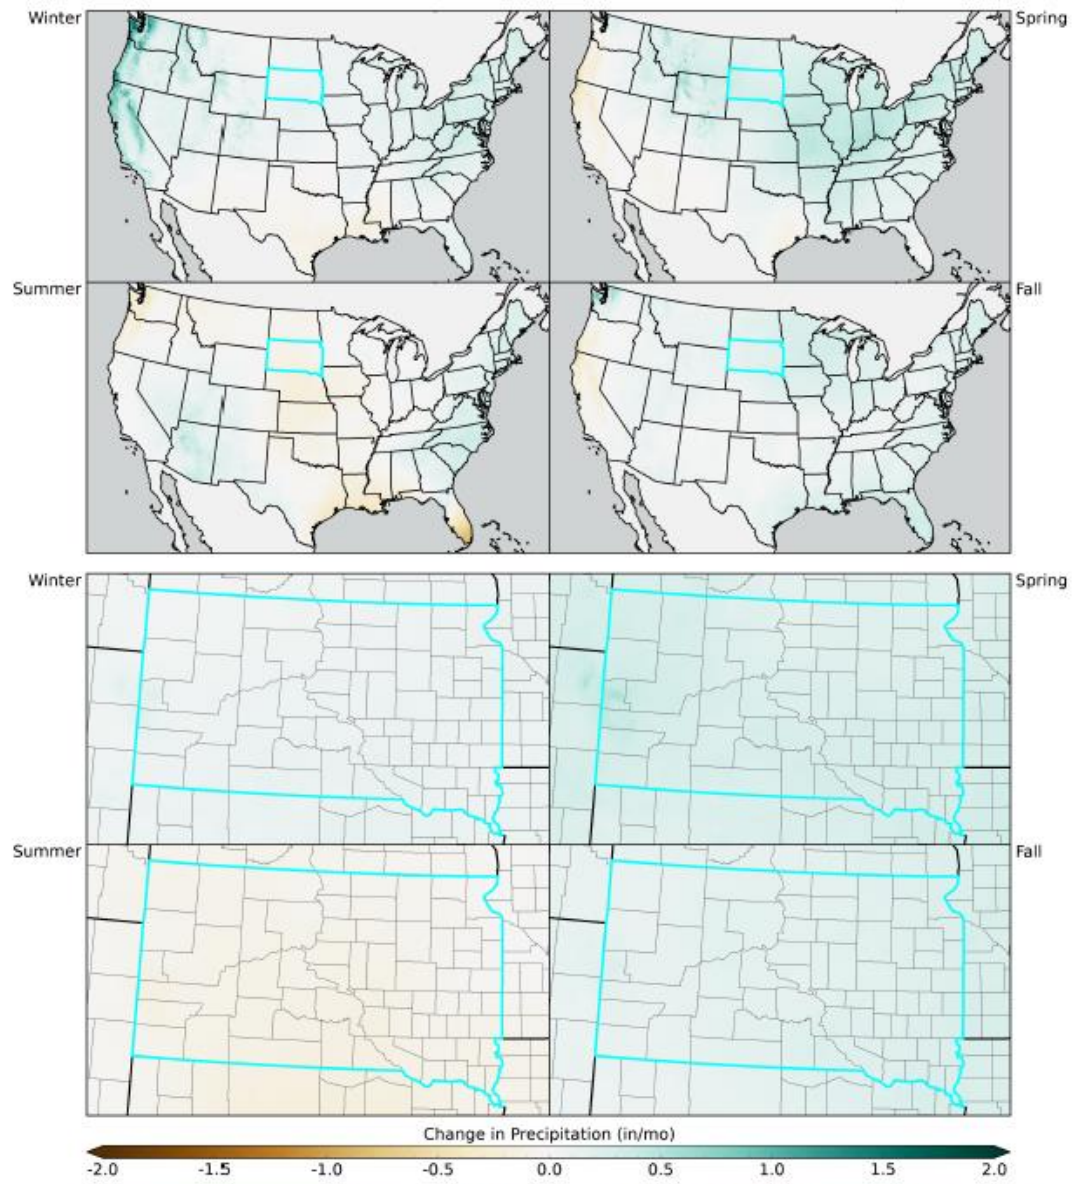 Winter
Spring
Summer
Fall
Winter
Spring
Summer
Fall
Change in Precipitation (in/mo)
-2.0 -1.5 -1.0 -0.5 0.0 0.5 1.0 1.5 2.0